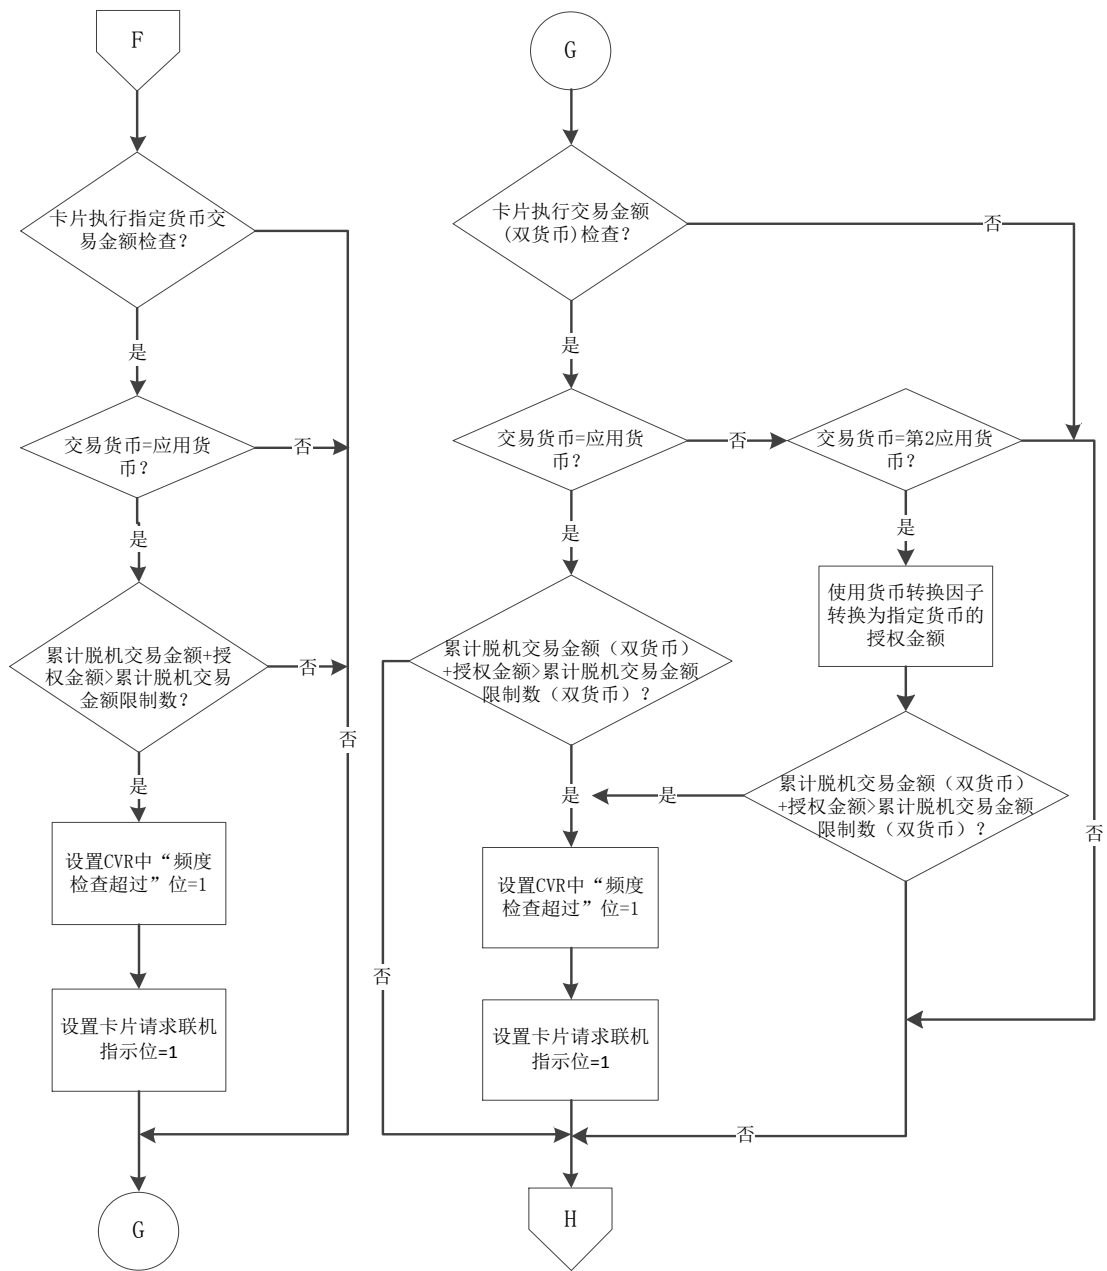 F
卡片执行指定货币交
易金额检查?
是
交易货币=应用货
币?
否
是
累计脱机交易金额+授
权金额>累计脱机交易
金额限制数?
否
否
是
设置CVR中“频度
检查超过”位=1
设置卡片请求联机
指示位=1
G
G
卡片执行交易金额
(双货币)检查?
否
是
交易货币=应用货
币?
否
交易货币=第2应用货
币?
是
是
使用货币转换因子
转换为指定货币的
授权金额
累计脱机交易金额（双货币）
+授权金额>累计脱机交易金额
限制数（双货币）?
累计脱机交易金额（双货币）
+授权金额>累计脱机交易金额
限制数（双货币）?
是
是
否
设置CVR中“频度
检查超过”位=1
否
设置卡片请求联机
指示位=1
否
H